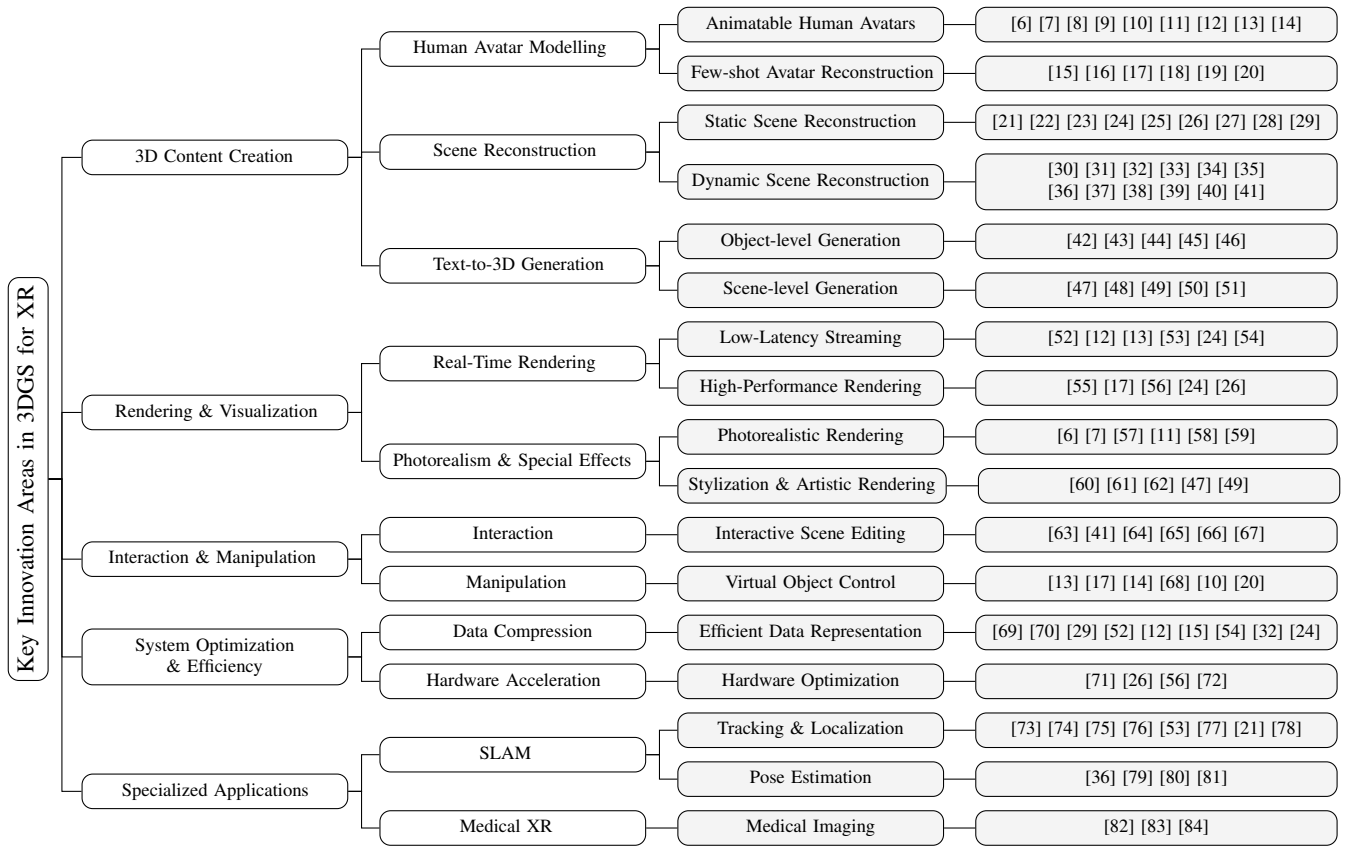 Key Innovation Areas in 3DGS for XR
3D Content Creation
Human Avatar Modelling
Animatable Human Avatars
[6] [7] [8] [9] [10] [11] [12] [13] [14]
Few-shot Avatar Reconstruction
[15] [16] [17] [18] [19] [20]
Scene Reconstruction
Static Scene Reconstruction
[21] [22] [23] [24] [25] [26] [27] [28] [29]
Dynamic Scene Reconstruction
[30] [31] [32] [33] [34] [35]
[36] [37] [38] [39] [40] [41]
Text-to-3D Generation
Object-level Generation
[42] [43] [44] [45] [46]
Scene-level Generation
[47] [48] [49] [50] [51]
Rendering & Visualization
Real-Time Rendering
Low-Latency Streaming
[52] [12] [13] [53] [24] [54]
High-Performance Rendering
[55] [17] [56] [24] [26]
Photorealism & Special Effects
Photorealistic Rendering
[6] [7] [57] [11] [58] [59]
Stylization & Artistic Rendering
[60] [61] [62] [47] [49]
Interaction & Manipulation
Interaction
Interactive Scene Editing
[63] [41] [64] [65] [66] [67]
Manipulation
Virtual Object Control
[13] [17] [14] [68] [10] [20]
System Optimization
& Efficiency
Data Compression
Efficient Data Representation
[69] [70] [29] [52] [12] [15] [54] [32] [24]
Hardware Acceleration
Hardware Optimization
[71] [26] [56] [72]
Specialized Applications
SLAM
Tracking & Localization
[73] [74] [75] [76] [53] [77] [21] [78]
Pose Estimation
[36] [79] [80] [81]
Medical XR
Medical Imaging
[82] [83] [84]